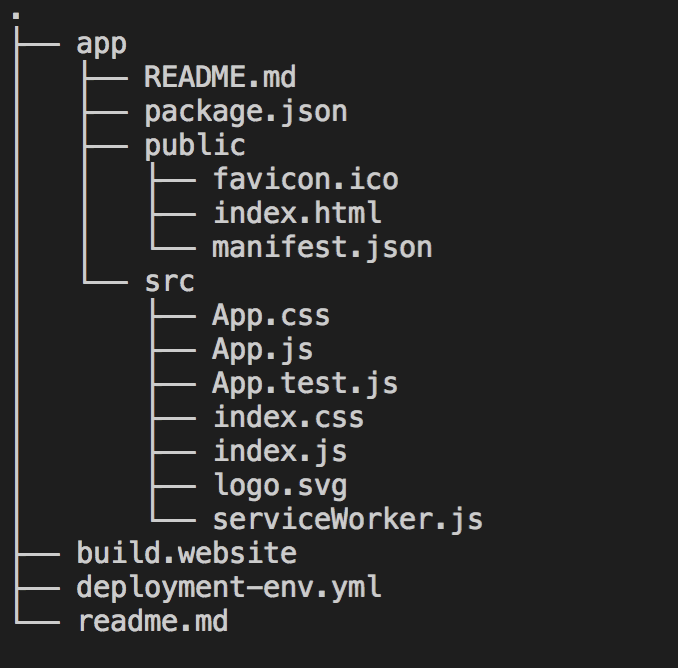 .
├── app
│   ├── README.md
│   ├── package.json
│   ├── public
│   │   ├── favicon.ico
│   │   ├── index.html
│   │   └── manifest.json
│   └── src
│       ├── App.css
│       ├── App.js
│       ├── App.test.js
│       ├── index.css
│       ├── index.js
│       ├── logo.svg
│       └── serviceWorker.js
├── build.website
├── deployment-env.yml
└── readme.md